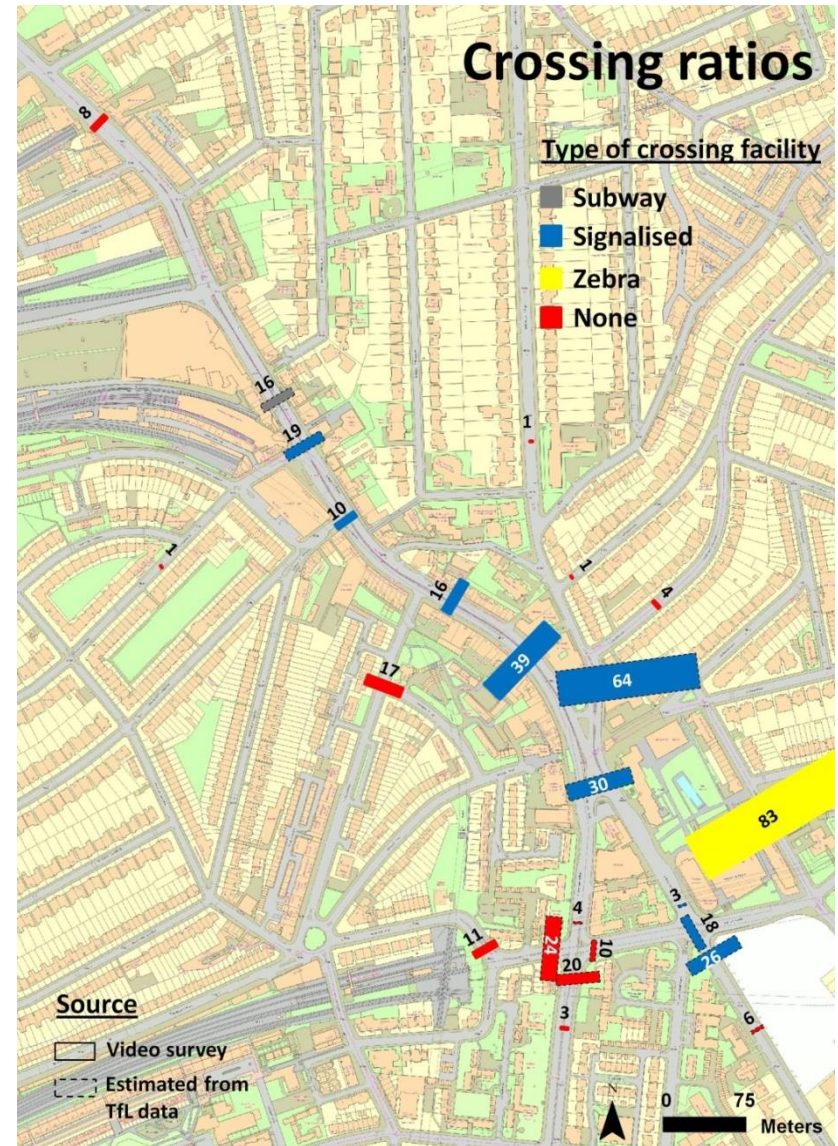 Crossing ratios
Type of crossing facility
Subway
Signalised
Zebra
None
8
16
19
1
10
1
1
4
16
39
17
64
30
83
3
4
18
24
10
11
26
20
3
6
Source
Video survey
Estimated from
TfL data
N
0 75
Meters